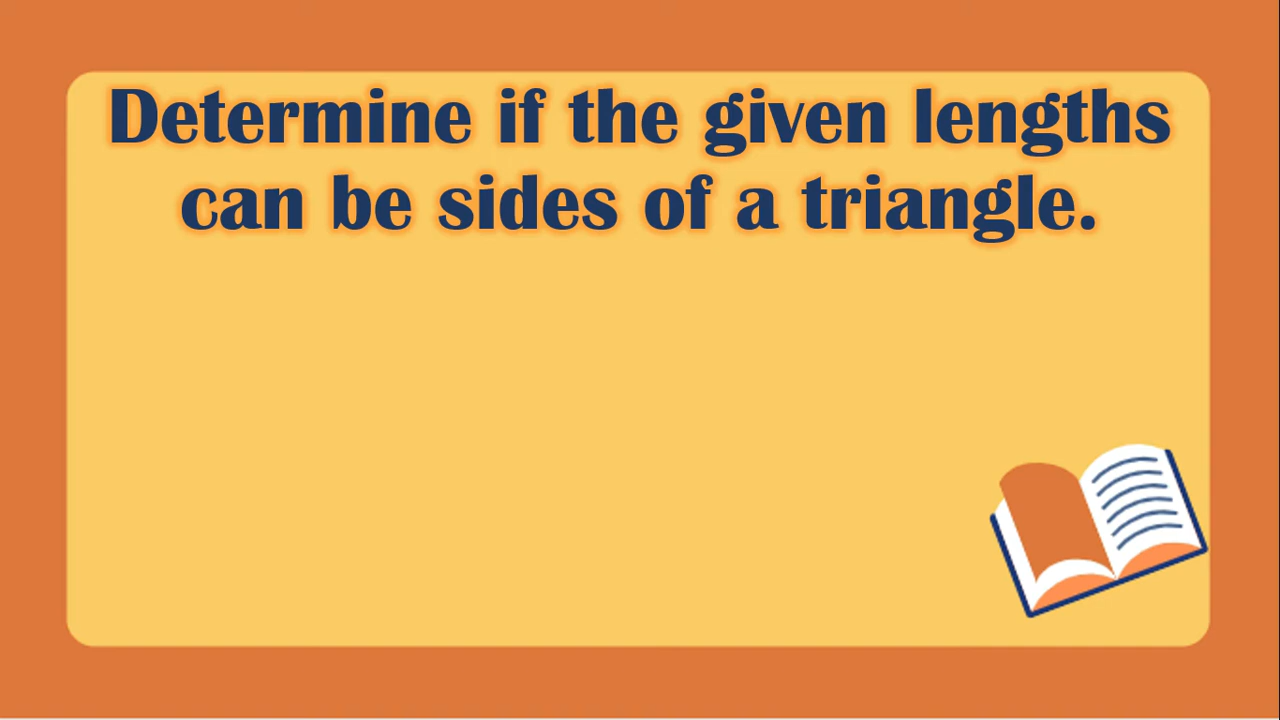 Determine if the given lengths
can be sides of a triangle.